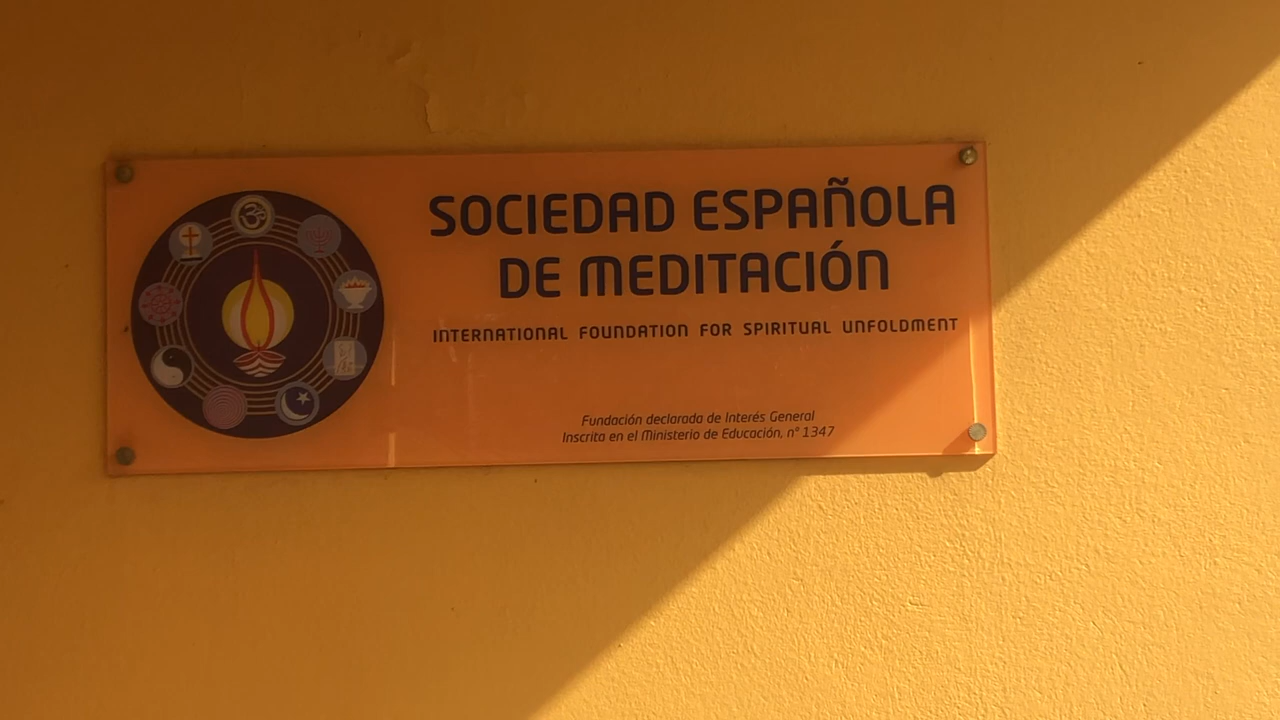 SOCIEDAD ESPAÑOLA
DE MEDITACIÓN
INTERNATIONAL FOUNDATION FOR SPIRITUAL UNFOLDMENT
Fundación declarada de Interés General
Inscrita en el Ministerio de Educación, nº 1347